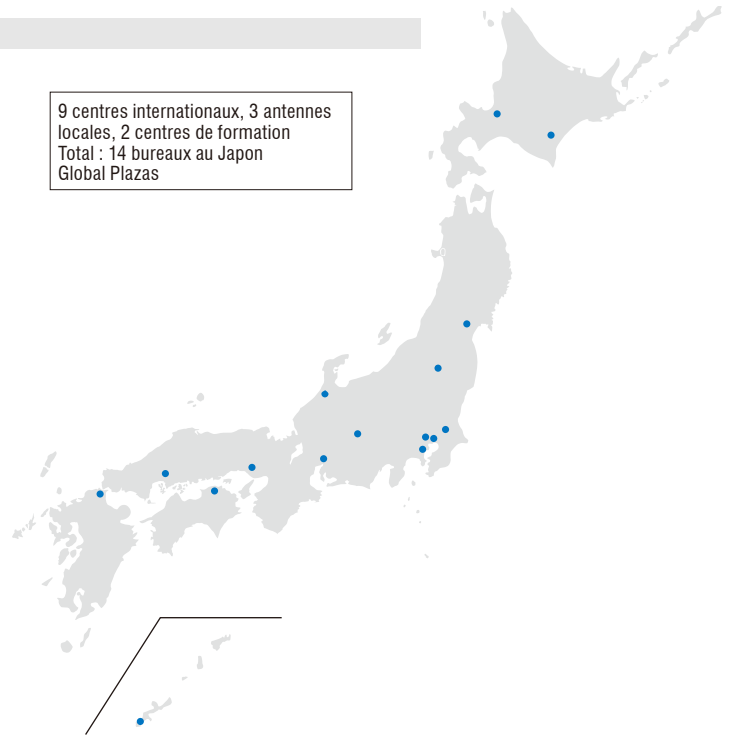 9 centres internationaux, 3 antennes
locales, 2 centres de formation
Total : 14 bureaux au Japon
Global Plazas